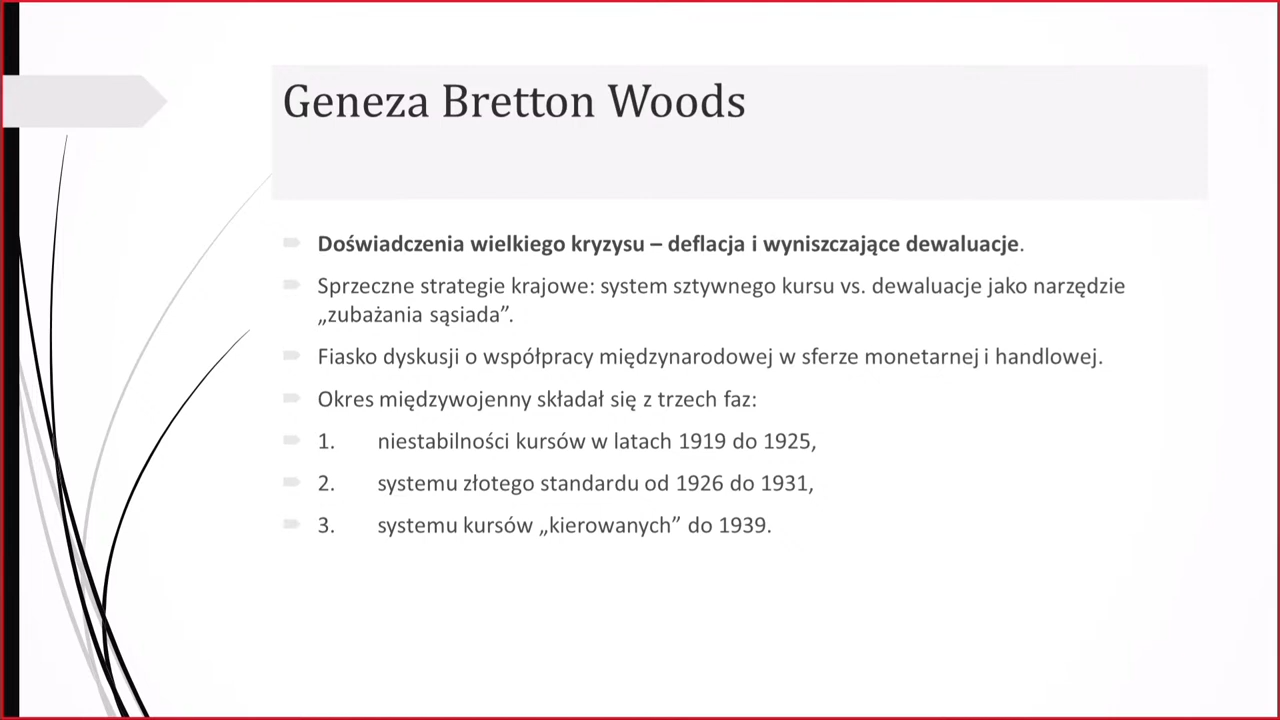 Geneza Bretton Woods
Doświadczenia wielkiego kryzysu – deflacja i wyniszczające dewaluacje.
Sprzeczne strategie krajowe: system sztywnego kursu vs. dewaluacje jako narzędzie
„zubażania sąsiada”.
Fiasko dyskusji o współpracy międzynarodowej w sferze monetarnej i handlowej.
Okres międzywojenny składał się z trzech faz:
1. niestabilności kursów w latach 1919 do 1925,
2. systemu złotego standardu od 1926 do 1931,
3. systemu kursów „kierowanych” do 1939.